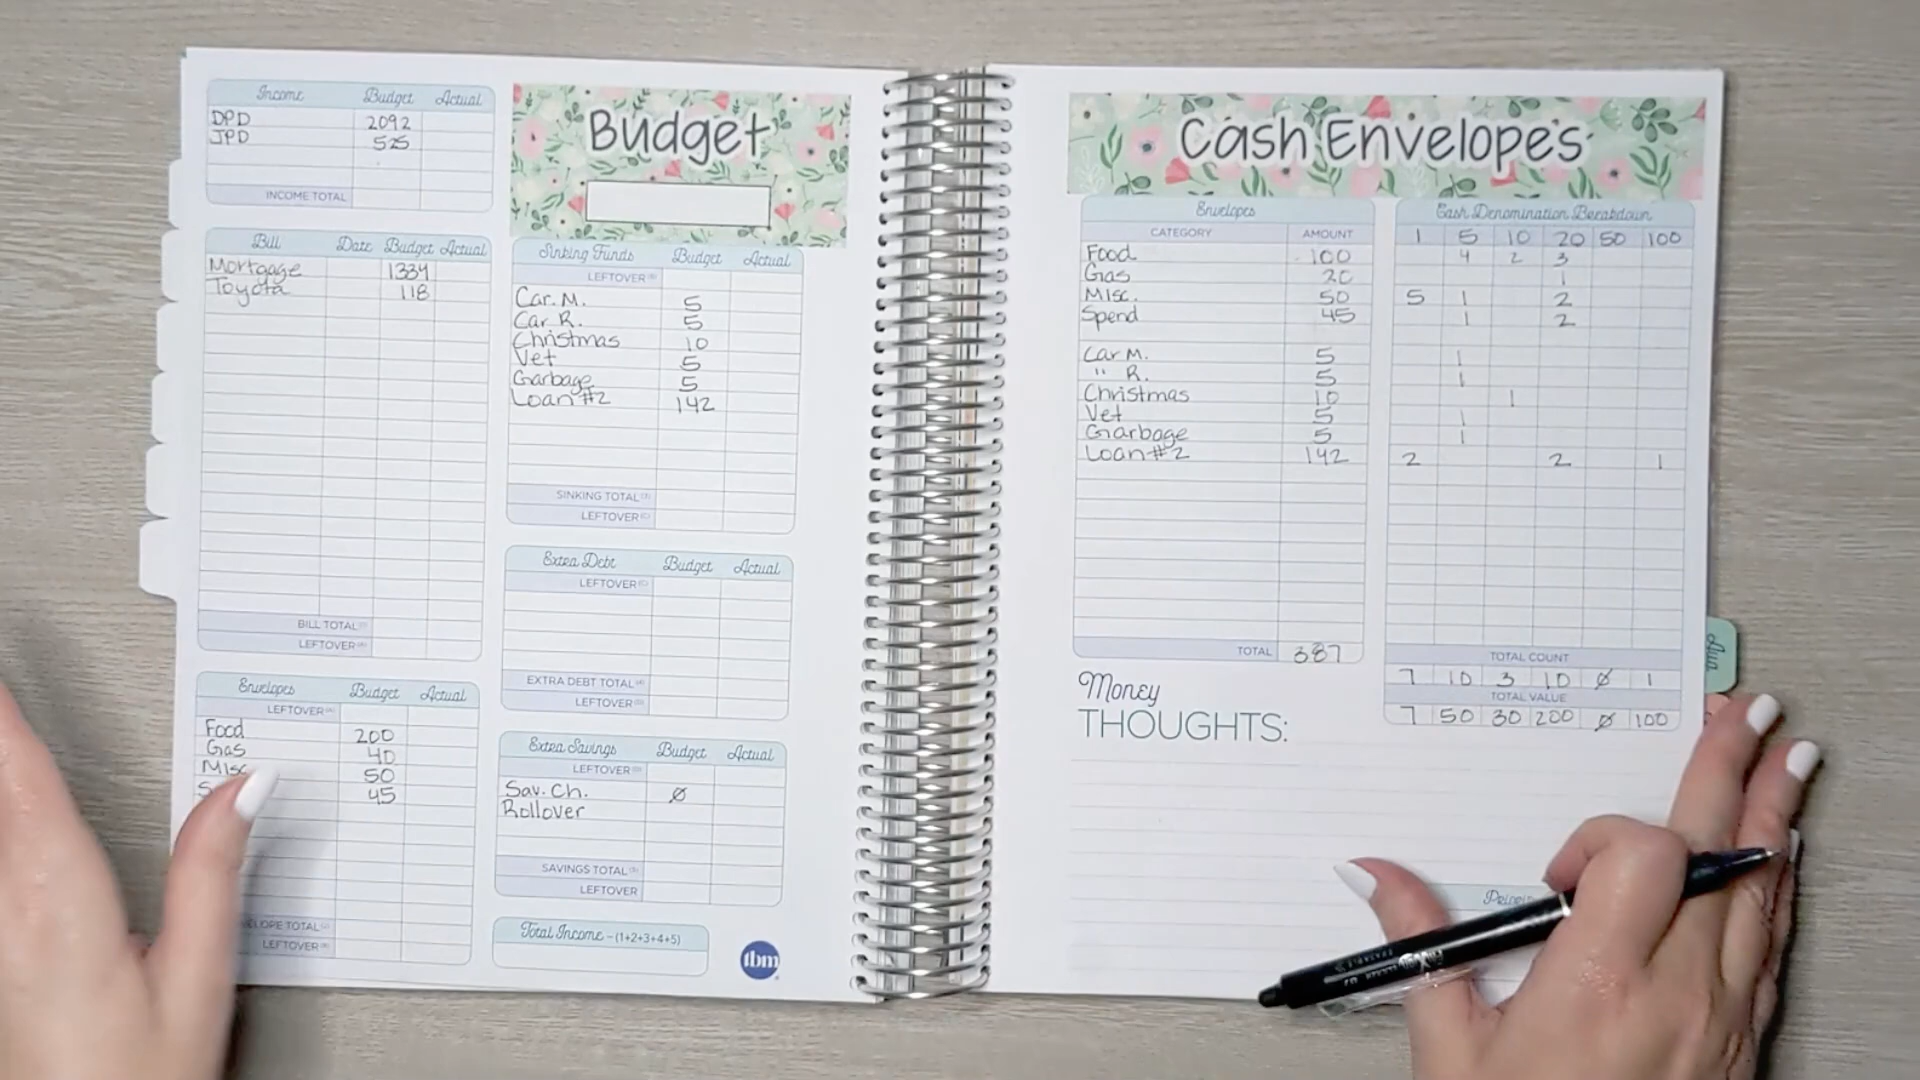 Income Budget Actual
DPD 2092
JPD 525
INCOME TOTAL
Bill Date Budget Actual
Mortgage 1334
Toyota 118
BILL TOTAL
LEFTOVER
Envelopes Budget Actual
LEFTOVER
Food 200
Gas 40
Misc 50
45
ELOPE TOTAL
LEFTOVER
Budget
Sinking Funds Budget Actual
LEFTOVER
Car. M. 5
Car R. 5
Christmas 10
Vet 5
Garbage 5
Loan #2 142
SINKING TOTAL
LEFTOVER
Extra Debt Budget Actual
LEFTOVER
EXTRA DEBT TOTAL
LEFTOVER
Extra Savings Budget Actual
LEFTOVER
Sav. Ch. Ø
Rollover
SAVINGS TOTAL
LEFTOVER
Total Income - (1+2+3+4+5)
tbm
Cash Envelopes
Envelopes
CATEGORY AMOUNT
Food 100
Gas 20
Misc. 50
Spend 45
Car M. 5
" R. 5
Christmas 10
Vet 5
Garbage 5
Loan #2 142
TOTAL 387
Cash Denomination Breakdown
1 5 10 20 50 100
4 2 3
1
5 1 2
1 2
1
1
1
1
1
2 2 1
TOTAL COUNT
7 10 3 10 Ø 1
TOTAL VALUE
7 50 30 200 Ø 100
Money
THOUGHTS:
Aug